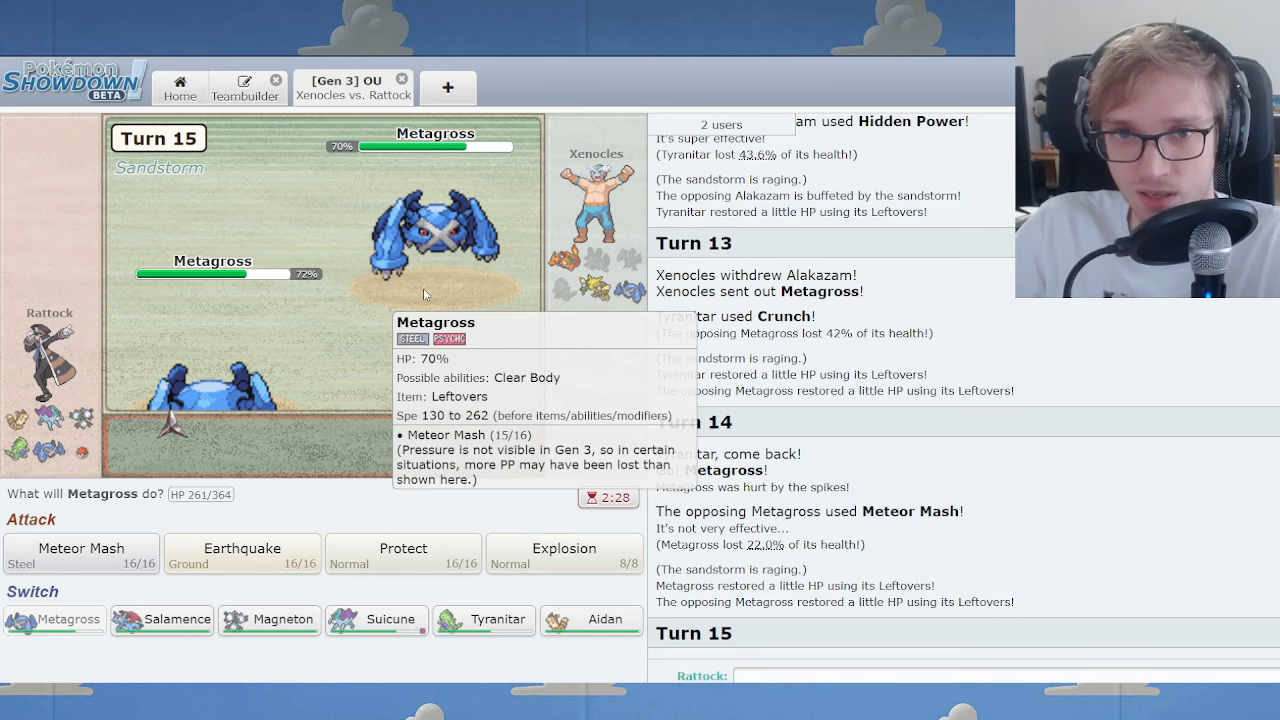 Pokémon
SHOWDOWN!
BETA
Home
Teambuilder
[Gen 3] OU
Xenocles vs. Rattock
+
Turn 15
Sandstorm
Metagross
70%
Metagross
72%
Xenocles
Rattock
Metagross
STEEL PSYCHC
HP: 70%
Possible abilities: Clear Body
Item: Leftovers
Spe 130 to 262 (before items/abilities/modifiers)
• Meteor Mash (15/16)
(Pressure is not visible in Gen 3, so in certain
situations, more PP may have been lost than
shown here.)
What will Metagross do? HP 261/364
2:28
Attack
Meteor Mash
Steel 16/16
Earthquake
Ground 16/16
Protect
Normal 16/16
Explosion
Normal 8/8
Switch
Metagross
Salamence
Magneton
Suicune
Tyranitar
Aidan
2 users
am used Hidden Power!
It's super effective!
(Tyranitar lost 43.6% of its health!)
(The sandstorm is raging.)
The opposing Alakazam is buffeted by the sandstorm!
Tyranitar restored a little HP using its Leftovers!
Turn 13
Xenocles withdrew Alakazam!
Xenocles sent out Metagross!
Tyranitar used Crunch!
(The opposing Metagross lost 42% of its health!)
(The sandstorm is raging.)
Tyranitar restored a little HP using its Leftovers!
The opposing Metagross restored a little HP using its Leftovers!
Turn 14
Tyranitar, come back!
Go! Metagross!
Metagross was hurt by the spikes!
The opposing Metagross used Meteor Mash!
It's not very effective...
(Metagross lost 22.0% of its health!)
(The sandstorm is raging.)
Metagross restored a little HP using its Leftovers!
The opposing Metagross restored a little HP using its Leftovers!
Turn 15
Rattock: